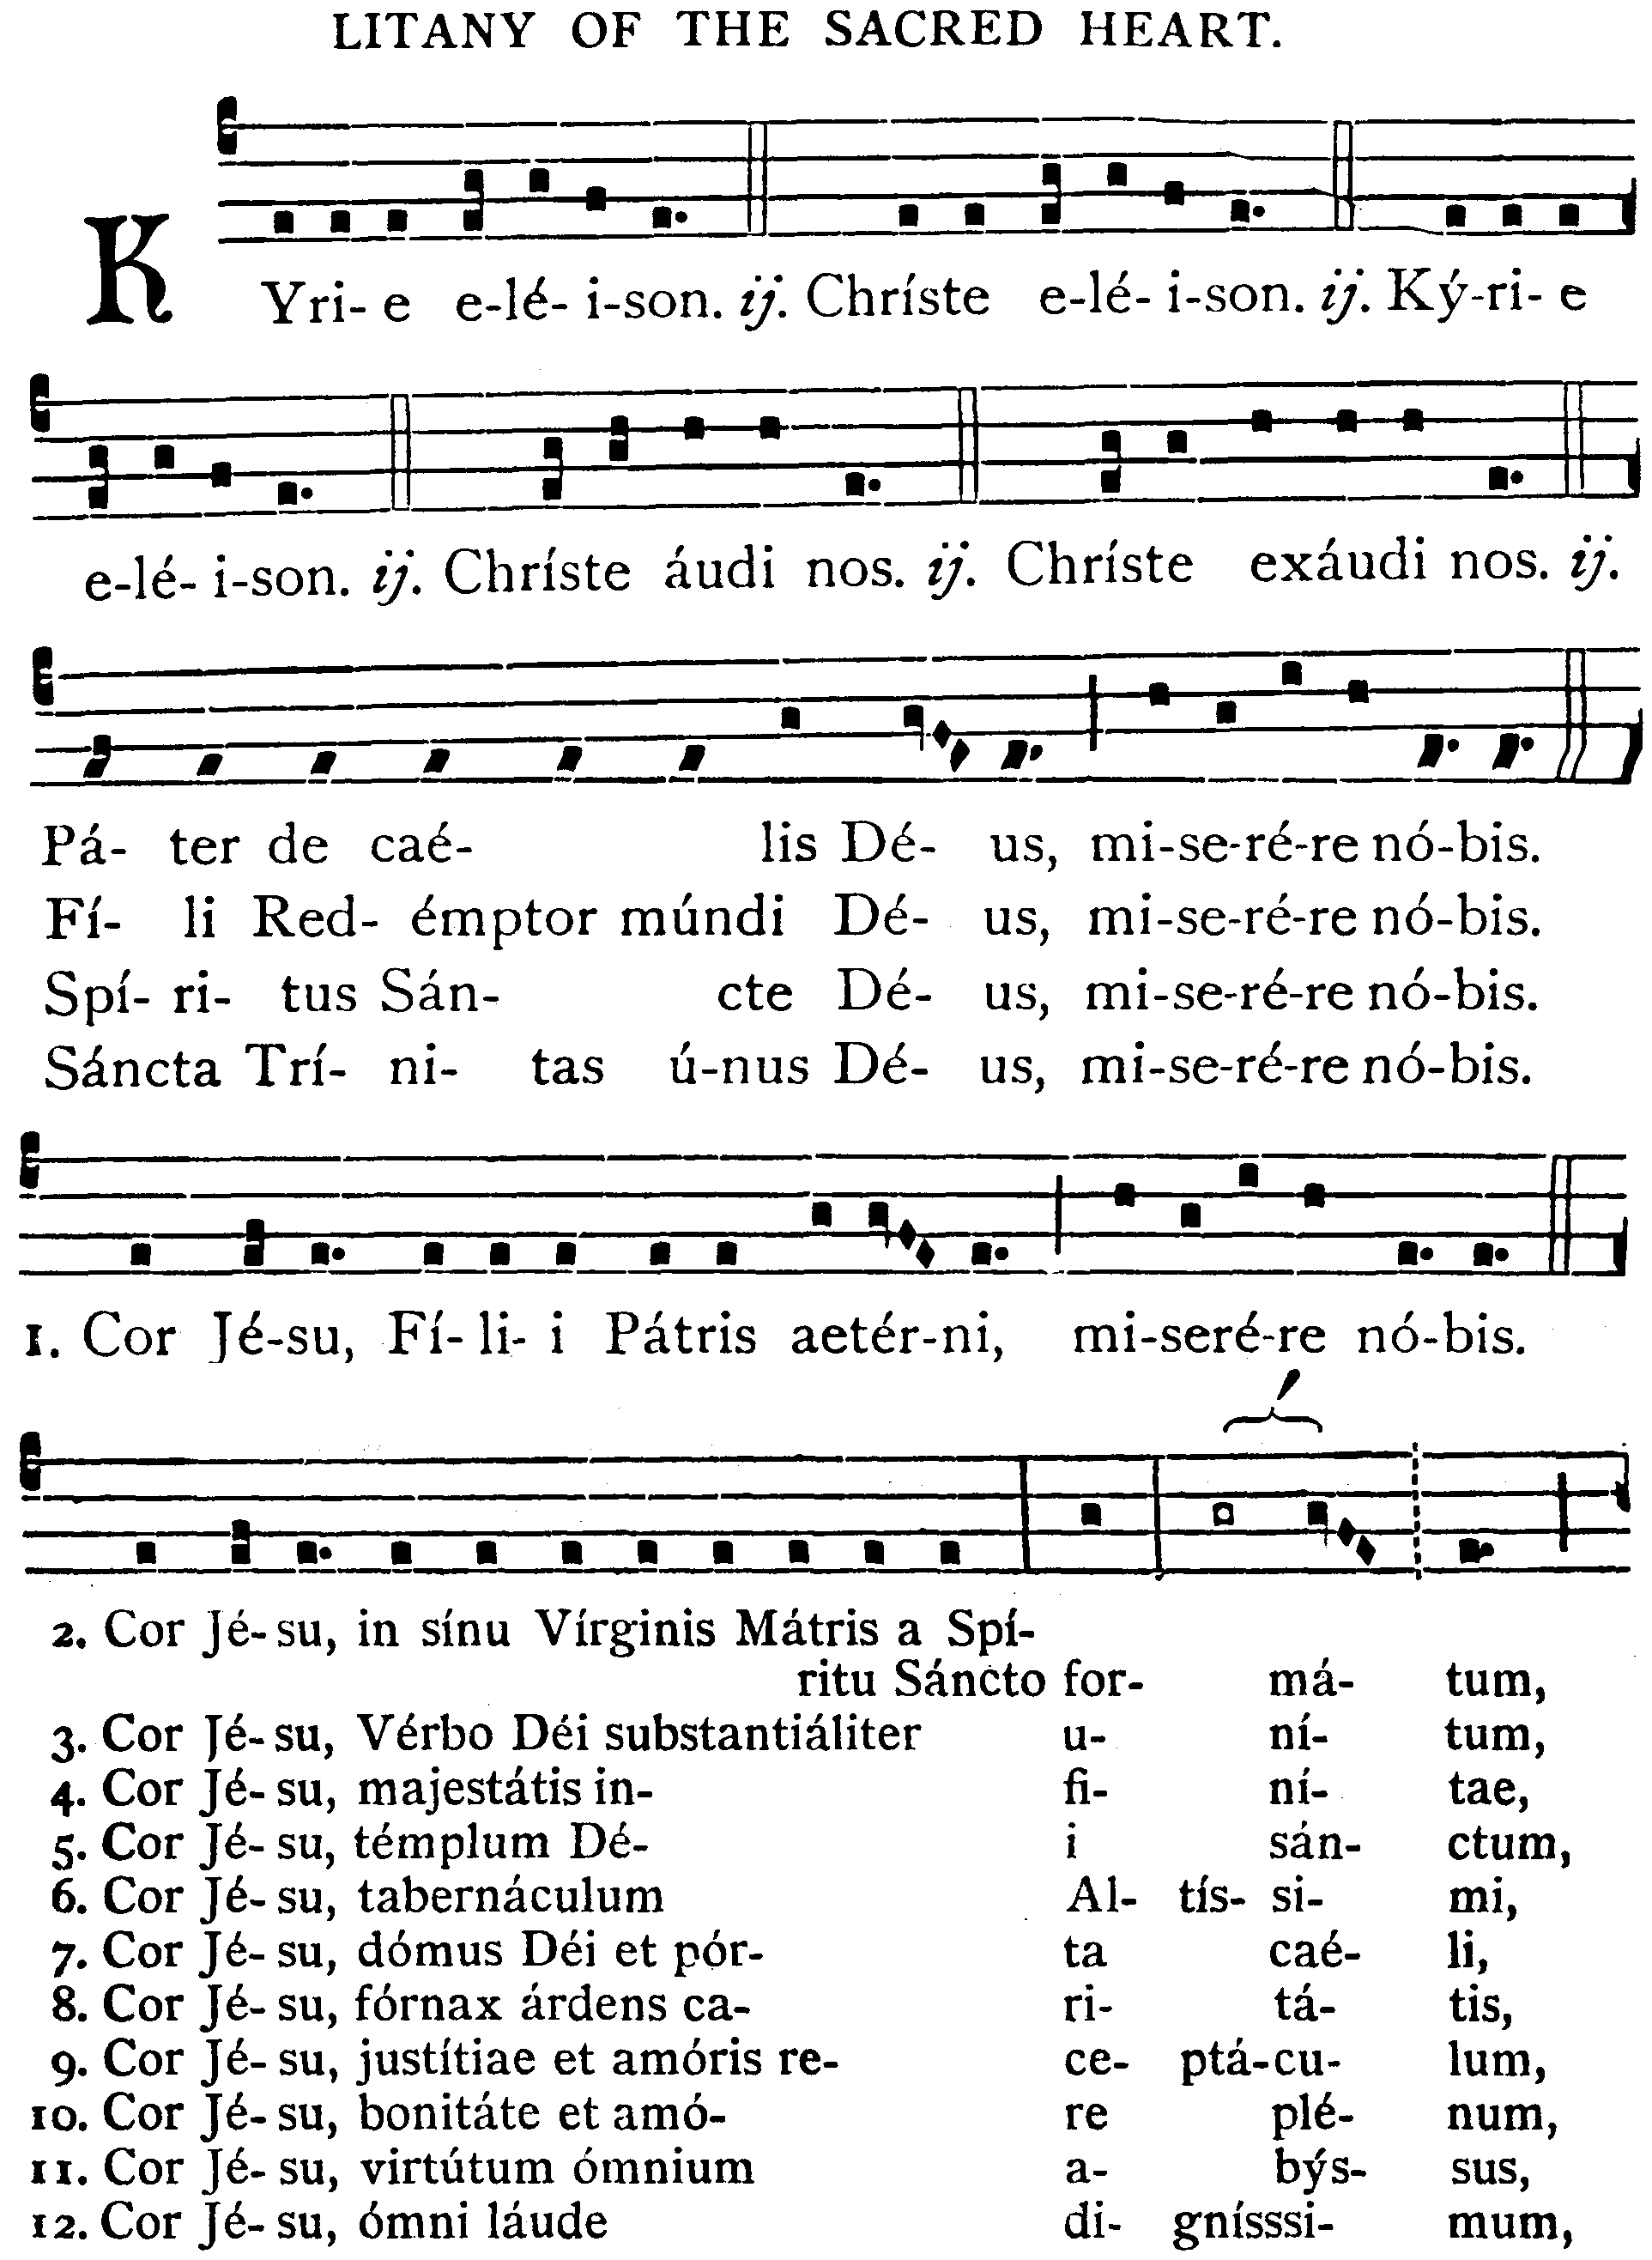 LITANY OF THE SACRED HEART.
KYri- e e-lé- i-son. ij. Chríste e-lé- i-son. ij. Ký-ri- e
e-lé- i-son. ij. Chríste áudi nos. ij. Chríste exáudi nos. ij.
Pá- ter de caé- lis Dé- us, mi-se-ré-re nó-bis.
Fí- li Red- émptor múndi Dé- us, mi-se-ré-re nó-bis.
Spí- ri- tus Sán- cte Dé- us, mi-se-ré-re nó-bis.
Sáncta Trí- ni- tas ú-nus Dé- us, mi-se-ré-re nó-bis.
1. Cor Jé-su, Fí- li- i Pátris aetér-ni, mi-seré-re nó-bis.
2. Cor Jé- su, in sínu Vírginis Mátris a Spí-
ritu Sáncto for- má- tum,
3. Cor Jé- su, Vérbo Déi substantiáliter u- ní- tum,
4. Cor Jé- su, majestátis in- fi- ní- tae,
5. Cor Jé- su, témplum Dé- i sán- ctum,
6. Cor Jé- su, tabernáculum Al- tís- si- mi,
7. Cor Jé- su, dómus Déi et pór- ta caé- li,
8. Cor Jé- su, fórnax árdens ca- ri- tá- tis,
9. Cor Jé- su, justítiae et amóris re- ce- ptá-cu- lum,
10. Cor Jé- su, bonitáte et amó- re plé- num,
11. Cor Jé- su, virtútum ómnium a- býs- sus,
12. Cor Jé- su, ómni láude di- gnísssi- mum,